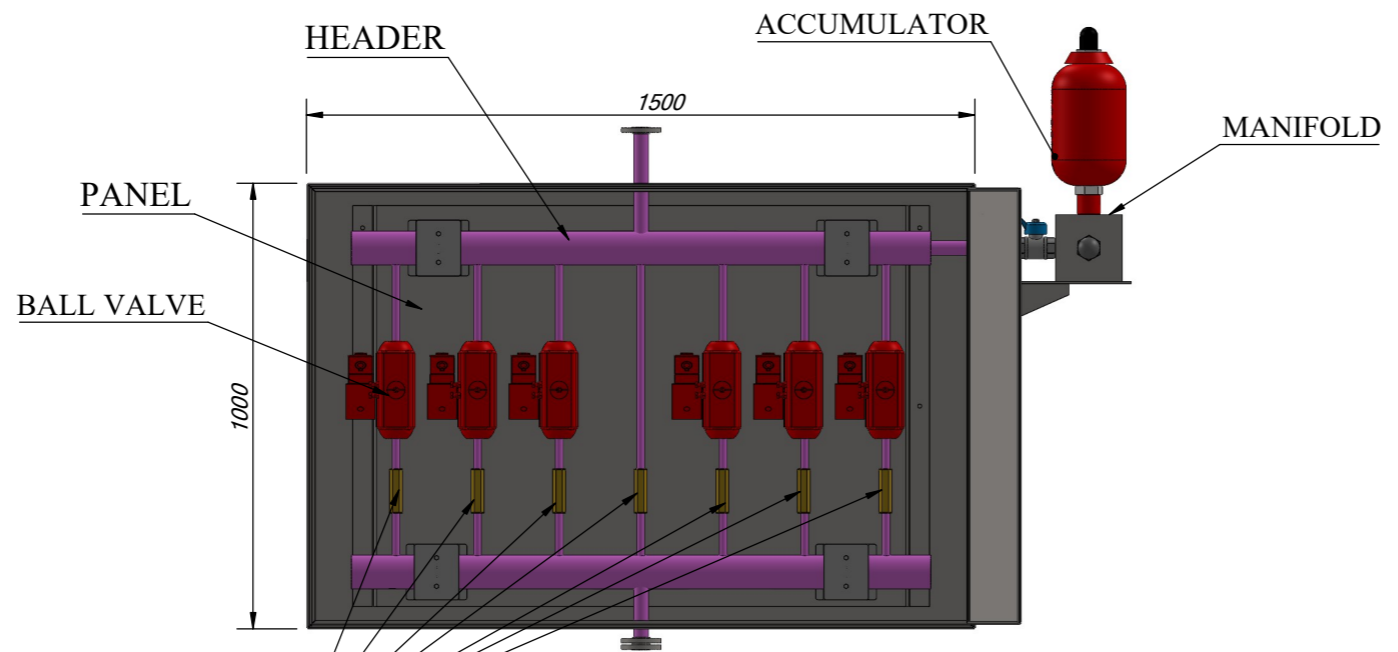 HEADER
ACCUMULATOR
1500
MANIFOLD
PANEL
BALL VALVE
1000